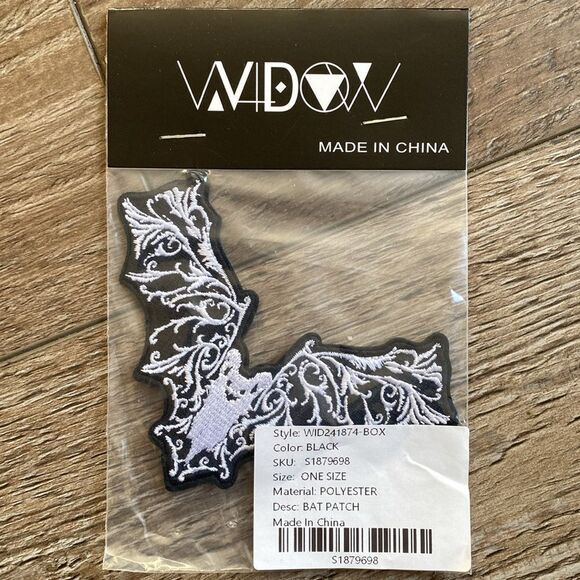 WIDOW
MADE IN CHINA
Style: WID241874-BOX
Color: BLACK
SKU: S1879698
Size: ONE SIZE
Material: POLYESTER
Desc: BAT PATCH
Made In China
S1879698